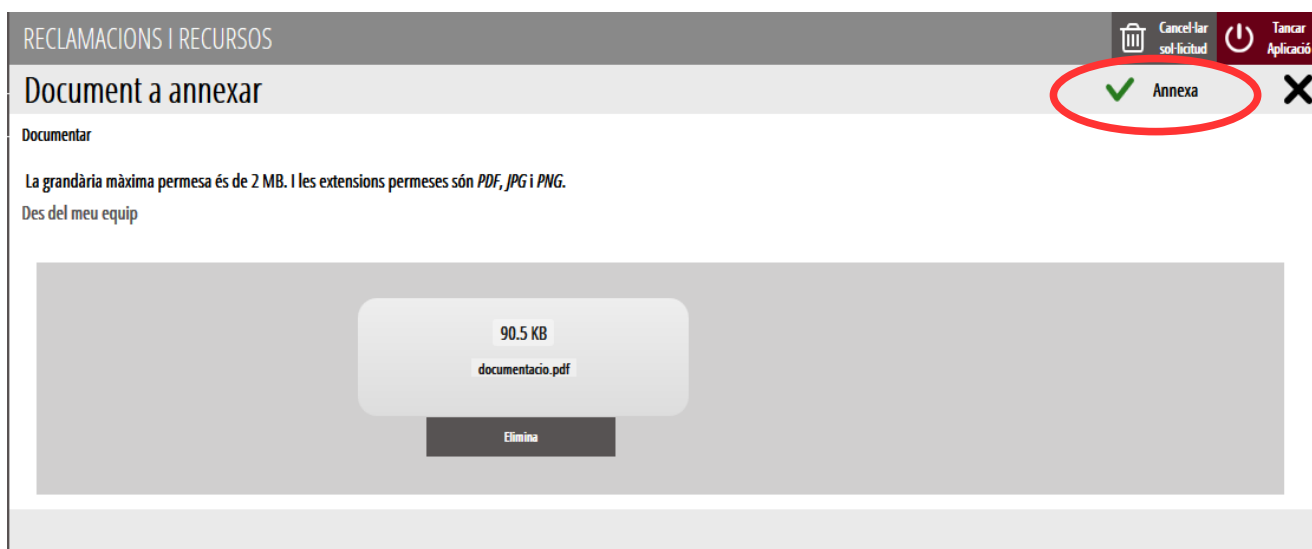 RECLAMACIONS I RECURSOS
Cancel·lar
sol·licitud
Tancar
Aplicació
Document a annexar
Annexa
Documentar
La grandària màxima permesa és de 2 MB. I les extensions permeses són PDF, JPG i PNG.
Des del meu equip
90.5 KB
documentacio.pdf
Elimina